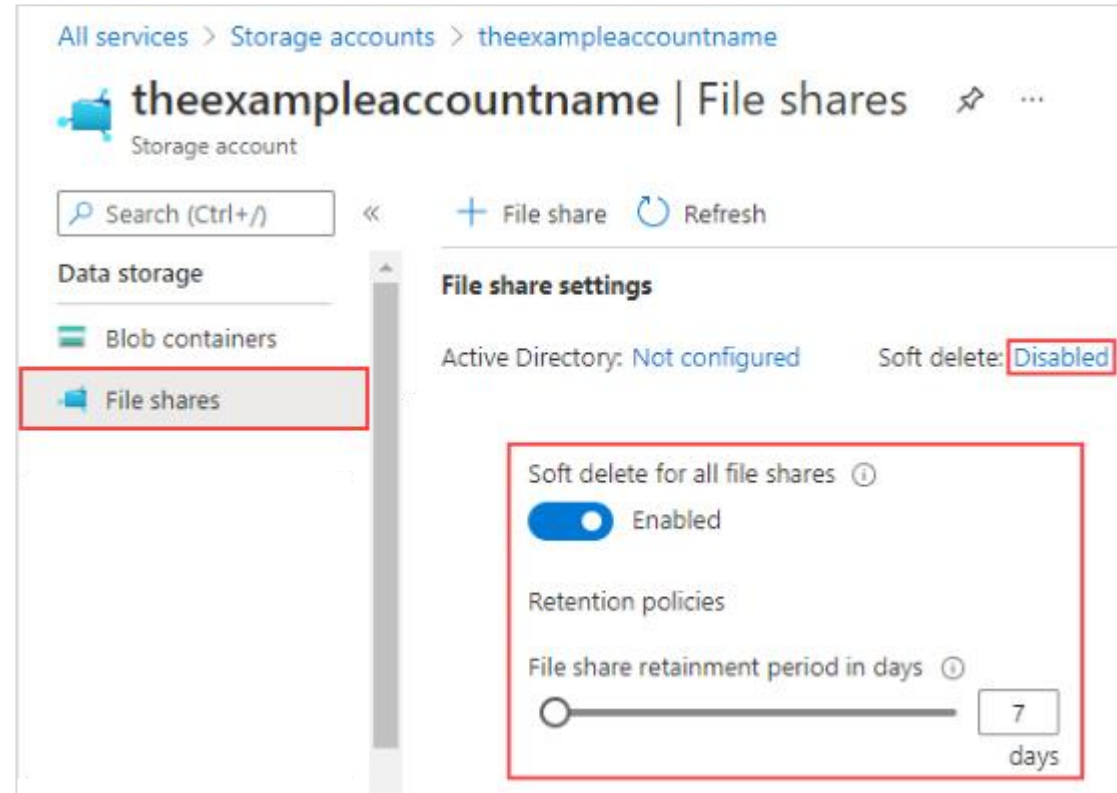 All services > Storage accounts > theexampleaccountname
theexampleaccountname | File shares ...
Storage account
Search (Ctrl+/) «
+ File share Refresh
Data storage
Blob containers
File shares
File share settings
Active Directory: Not configured Soft delete: Disabled
Soft delete for all file shares
Enabled
Retention policies
File share retainment period in days
7
days